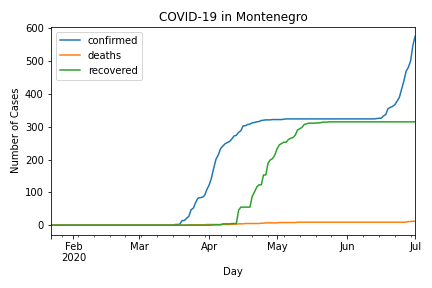 COVID-19 in Montenegro
confirmed
deaths
recovered
Number of Cases
600
500
400
300
200
100
0
Feb
2020
Mar
Apr
May
Jun
Jul
Day